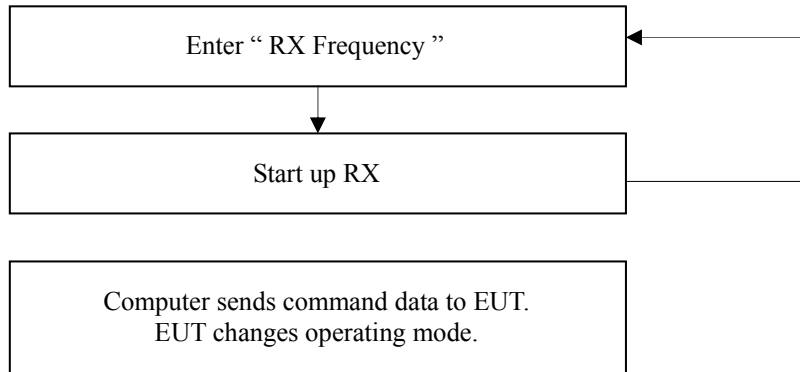 Enter “ RX Frequency ”
Start up RX
Computer sends command data to EUT.
EUT changes operating mode.